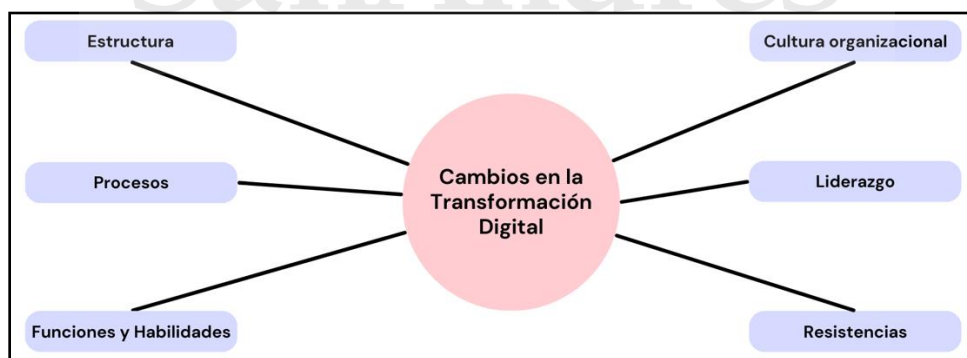 Estructura
Cultura organizacional
Procesos
Cambios en la
Transformación
Digital
Liderazgo
Funciones y Habilidades
Resistencias